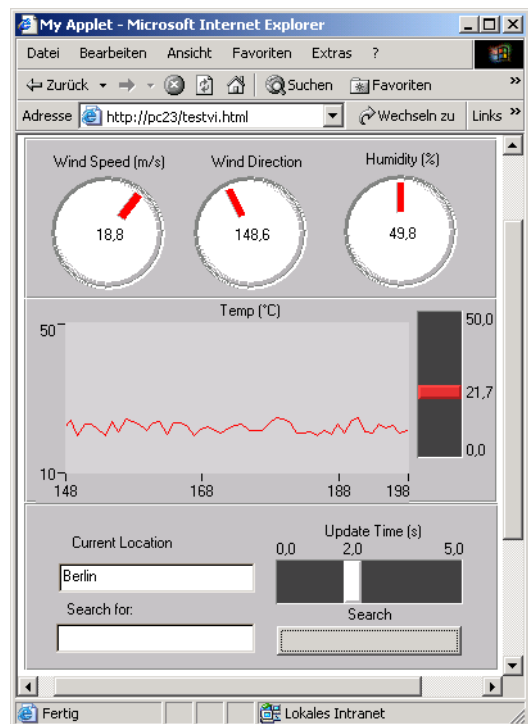 My Applet - Microsoft Internet Explorer
Datei Bearbeiten Ansicht Favoriten Extras ?
Zurück Suchen Favoriten »
Adresse http://pc23/testvi.html Wechseln zu Links »
Wind Speed (m/s) Wind Direction Humidity (%)
18,8 148,6 49,8
Temp (°C)
50 50,0
21,7
10 0,0
148 168 188 198
Update Time (s)
Current Location 0,0 2,0 5,0
Berlin
Search for: Search
Fertig Lokales Intranet